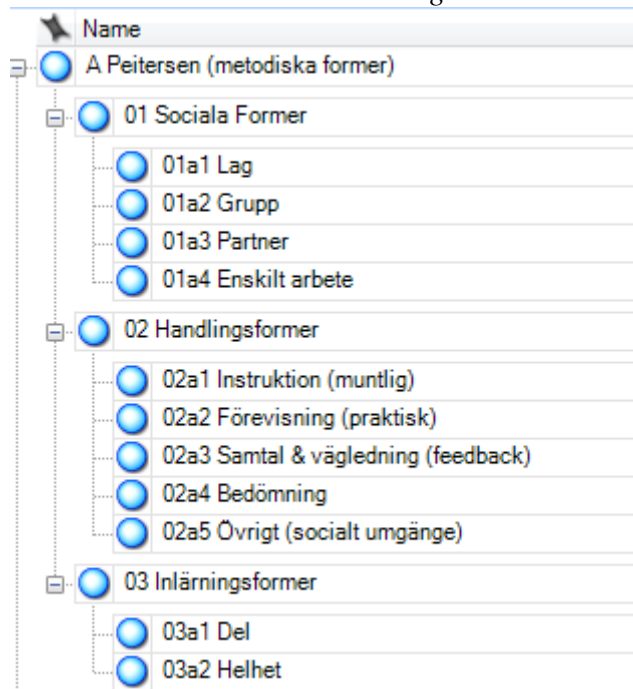 Name
A Peitersen (metodiska former)
01 Sociala Former
01a1 Lag
01a2 Grupp
01a3 Partner
01a4 Enskilt arbete
02 Handlingsformer
02a1 Instruktion (muntlig)
02a2 Förevisning (praktisk)
02a3 Samtal & vägledning (feedback)
02a4 Bedömning
02a5 Övrigt (socialt umgänge)
03 Inlärningsformer
03a1 Del
03a2 Helhet